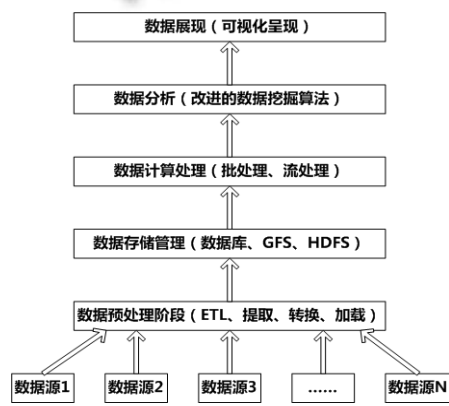 数据展现（可视化呈现）
数据分析（改进的数据挖掘算法）
数据计算处理（批处理、流处理）
数据存储管理（数据库、GFS、HDFS）
数据预处理阶段（ETL、提取、转换、加载）
数据源1
数据源2
数据源3
......
数据源N